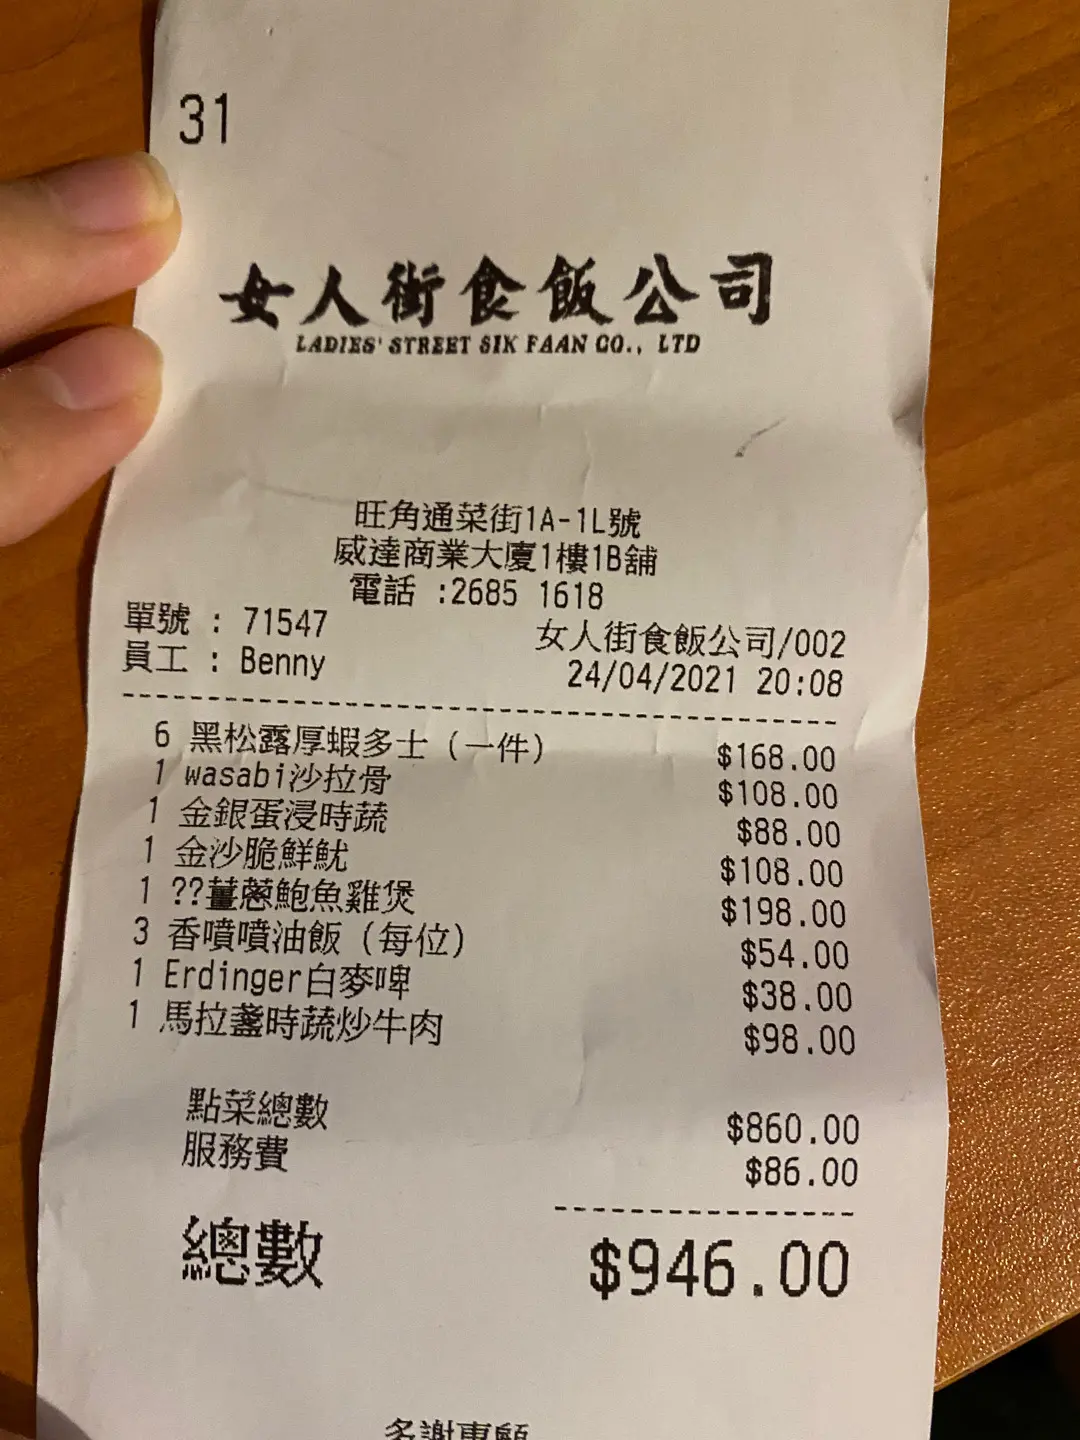 31
女人街食飯公司
LADIES' STREET SIK FAAN CO., LTD
旺角通菜街1A-1L號
威達商業大廈1樓1B舖
電話 :2685 1618
單號 : 71547
女人街食飯公司/002
員工 : Benny
24/04/2021 20:08
6 黑松露厚蝦多士 (一件) $168.00
1 wasabi沙拉骨 $108.00
1 金銀蛋浸時蔬 $88.00
1 金沙脆鮮魷 $108.00
1 ??薑蔥鮑魚雞煲 $198.00
3 香噴噴油飯 (每位) $54.00
1 Erdinger白麥啤 $38.00
1 馬拉盞時蔬炒牛肉 $98.00
點菜總數 $860.00
服務費 $86.00
總數 $946.00
多謝惠顧